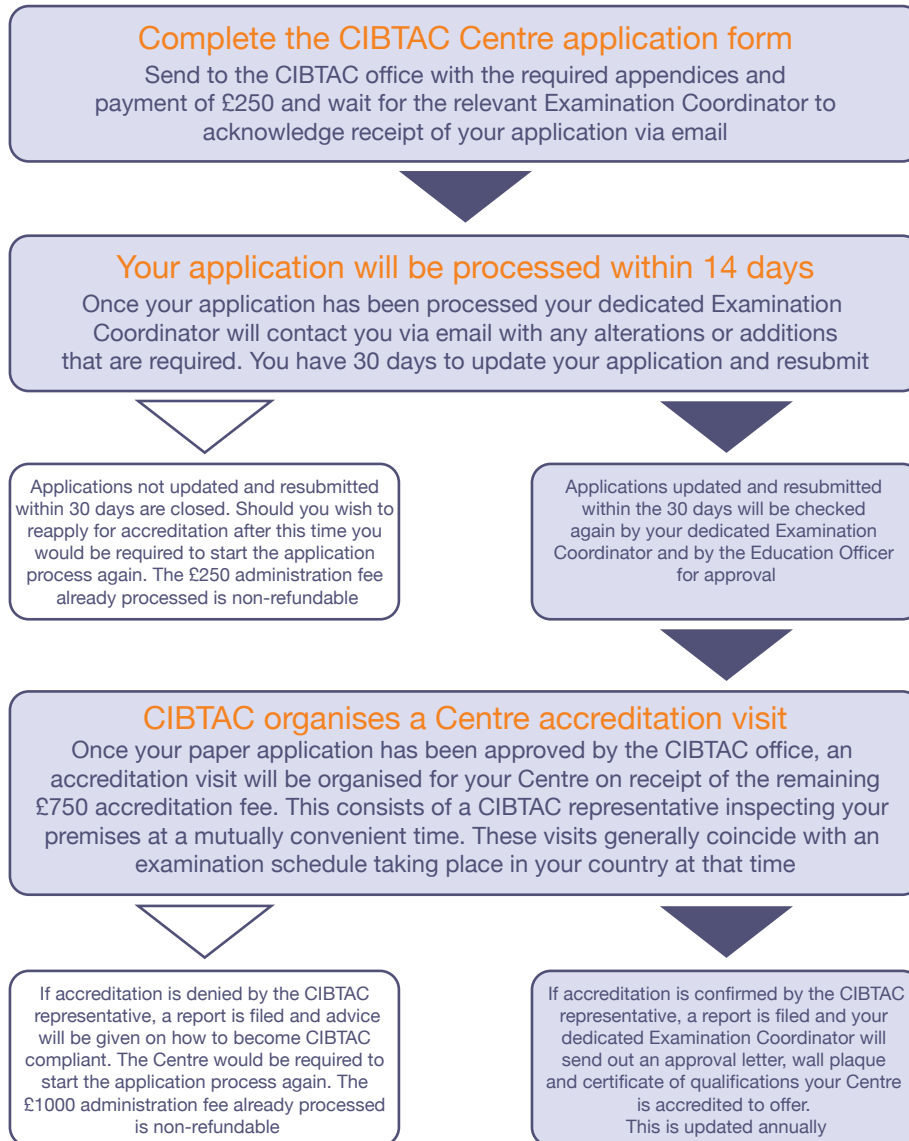 Complete the CIBTAC Centre application form
Send to the CIBTAC office with the required appendices and
payment of £250 and wait for the relevant Examination Coordinator to
acknowledge receipt of your application via email
Your application will be processed within 14 days
Once your application has been processed your dedicated Examination
Coordinator will contact you via email with any alterations or additions
that are required. You have 30 days to update your application and resubmit
Applications not updated and resubmitted
within 30 days are closed. Should you wish to
reapply for accreditation after this time you
would be required to start the application
process again. The £250 administration fee
already processed is non-refundable
Applications updated and resubmitted
within the 30 days will be checked
again by your dedicated Examination
Coordinator and by the Education Officer
for approval
CIBTAC organises a Centre accreditation visit
Once your paper application has been approved by the CIBTAC office, an
accreditation visit will be organised for your Centre on receipt of the remaining
£750 accreditation fee. This consists of a CIBTAC representative inspecting your
premises at a mutually convenient time. These visits generally coincide with an
examination schedule taking place in your country at that time
If accreditation is denied by the CIBTAC
representative, a report is filed and advice
will be given on how to become CIBTAC
compliant. The Centre would be required to
start the application process again. The
£1000 administration fee already processed
is non-refundable
If accreditation is confirmed by the CIBTAC
representative, a report is filed and your
dedicated Examination Coordinator will
send out an approval letter, wall plaque
and certificate of qualifications your Centre
is accredited to offer.
This is updated annually